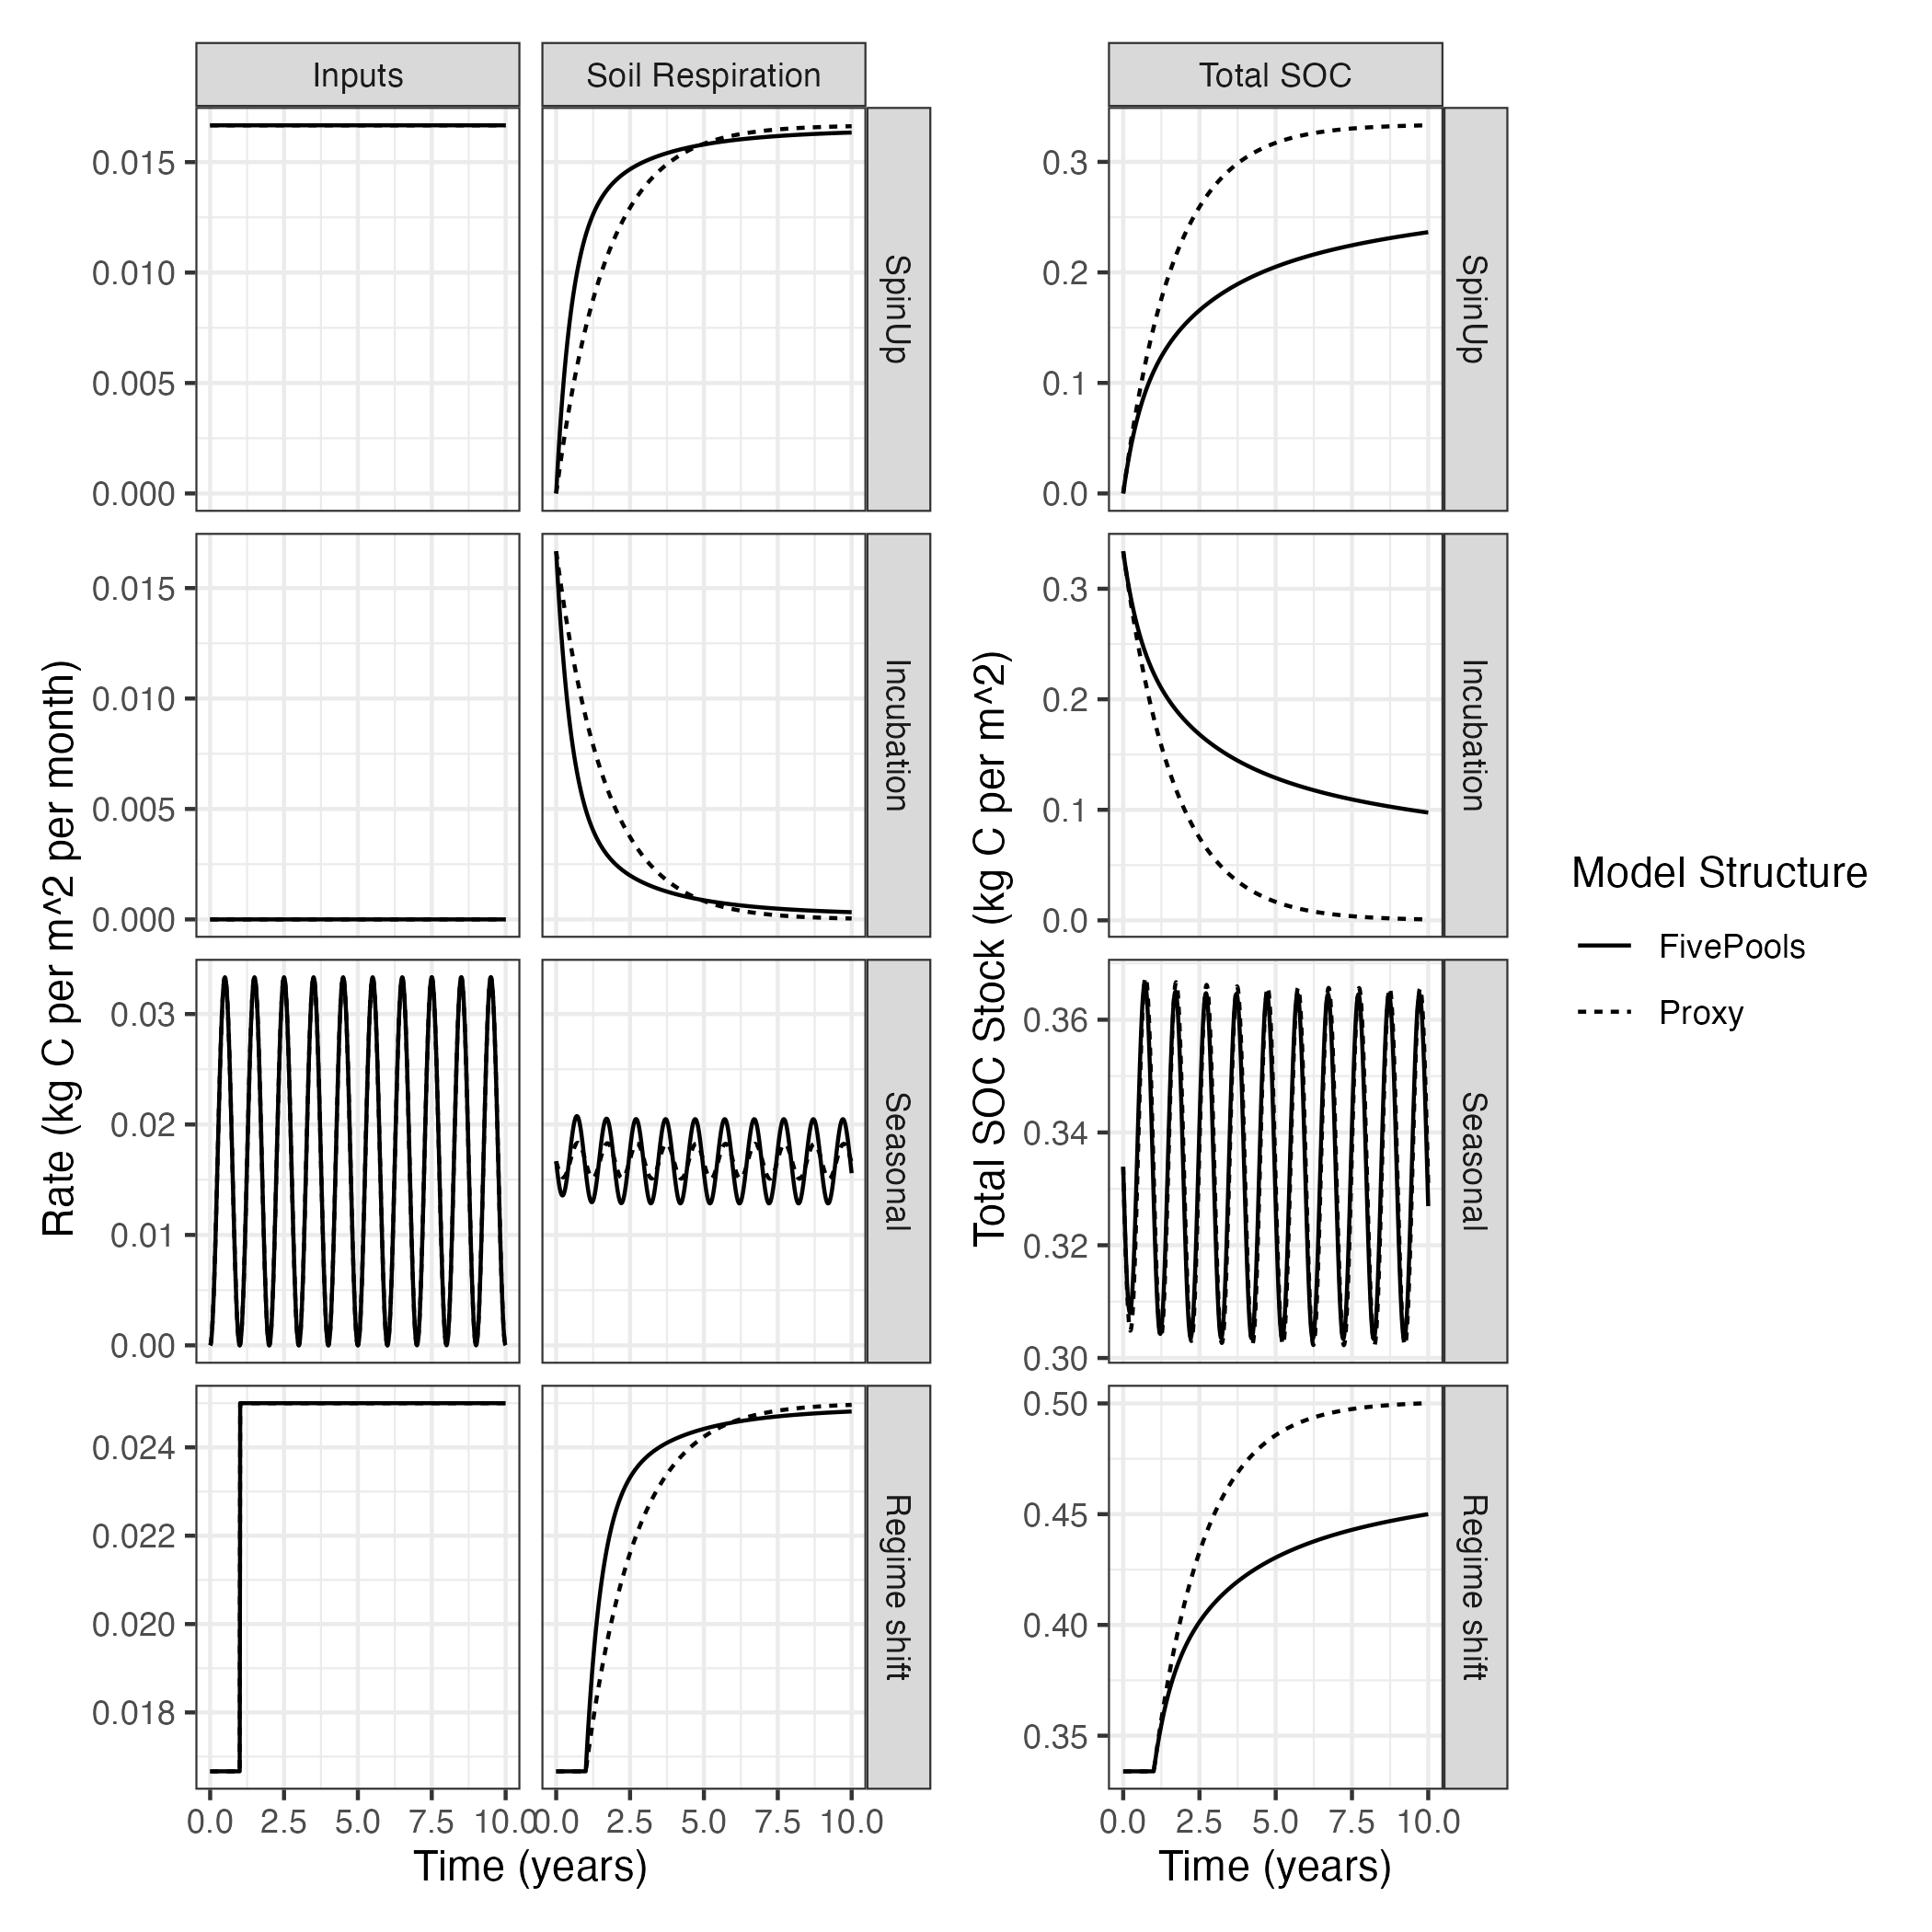 Inputs
Soil Respiration
Total SOC
Rate (kg C per m^2 per month)
0.015
0.010
0.005
0.000
SpinUp
0.015
0.010
0.005
0.000
Incubation
0.03
0.02
0.01
0.00
Seasonal
0.024
0.022
0.020
0.018
Regime shift
0.0 2.5 5.0 7.5 10.0
0.0 2.5 5.0 7.5 10.0
Time (years)
Total SOC Stock (kg C per m^2)
0.3
0.2
0.1
0.0
SpinUp
0.3
0.2
0.1
0.0
Incubation
0.36
0.34
0.32
0.30
Seasonal
0.50
0.45
0.40
0.35
Regime shift
0.0 2.5 5.0 7.5 10.0
Time (years)
Model Structure
FivePools
Proxy